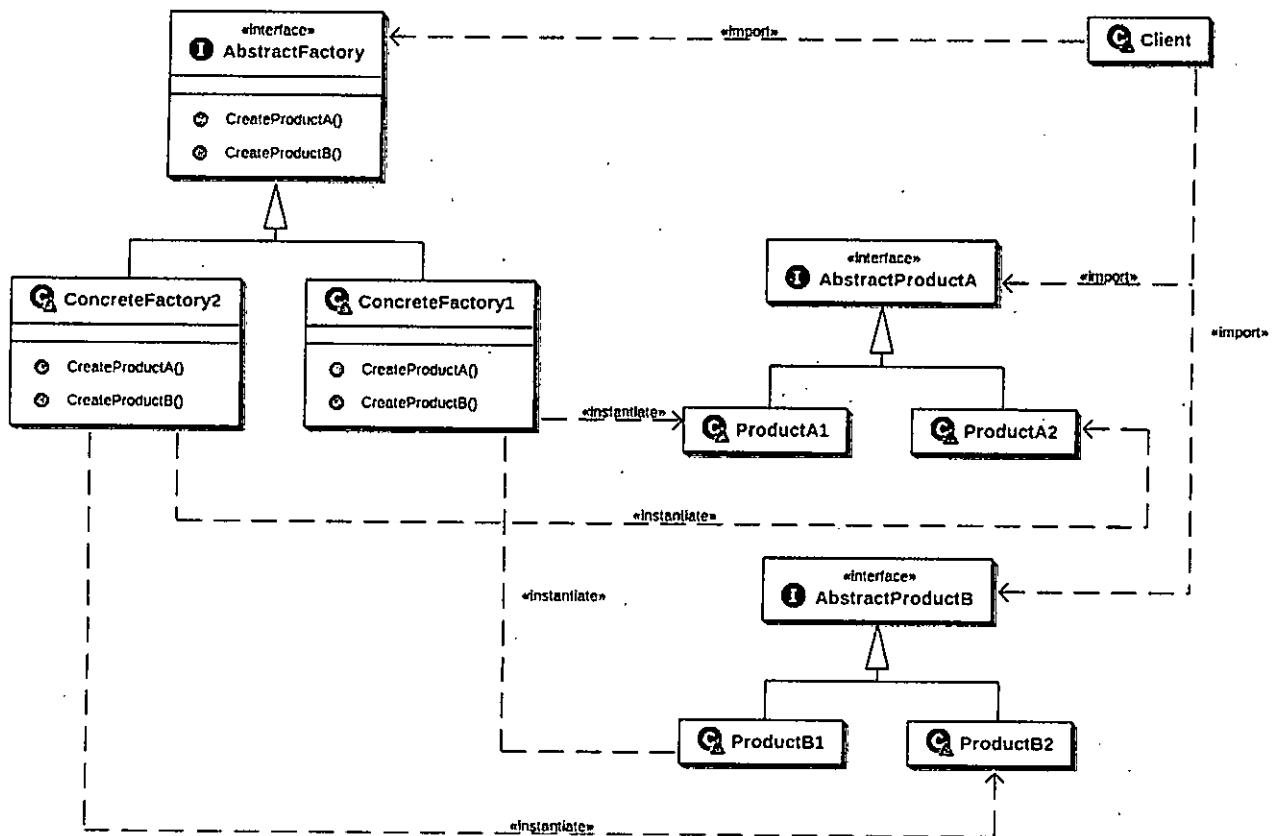 «interface»
AbstractFactory
CreateProductA()
CreateProductB()
«import»
Client
ConcreteFactory2
CreateProductA()
CreateProductB()
ConcreteFactory1
CreateProductA()
CreateProductB()
«interface»
AbstractProductA
«import»
«import»
«instantiate»
ProductA1
ProductA2
«instantiate»
«interface»
AbstractProductB
«instantiate»
ProductB1
ProductB2
«instantiate»